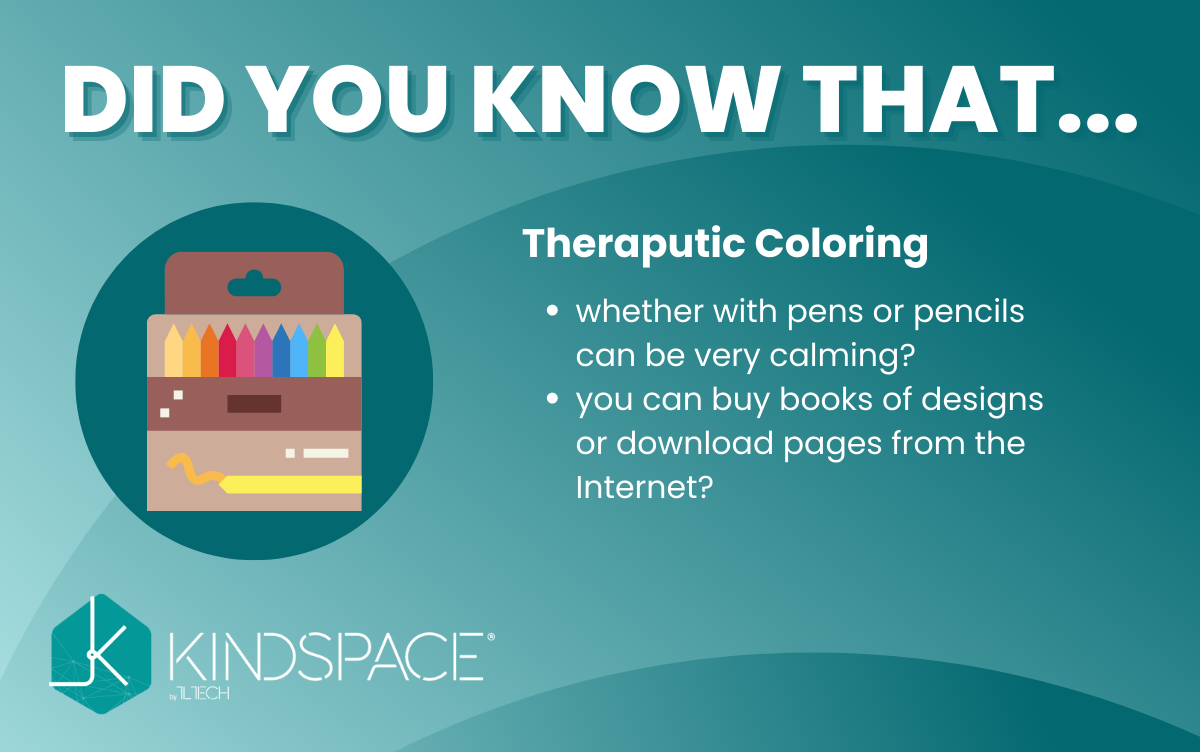 DID YOU KNOW THAT...
Theraputic Coloring
• whether with pens or pencils
can be very calming?
• you can buy books of designs
or download pages from the
Internet?
KINDSPACE®
by TLTECH